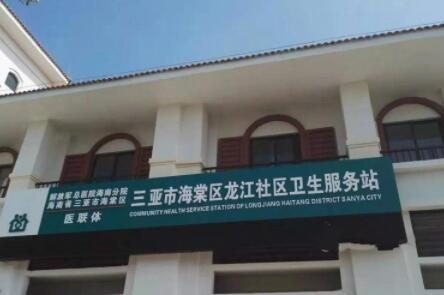 解放军总医院海南分院
海南省三亚市海棠区
医联体
三亚市海棠区龙江社区卫生服务站
COMMUNITY HEALTH SERVICE STATION OF LONGJIANG HAITANG DISTRICT SANYA CITY